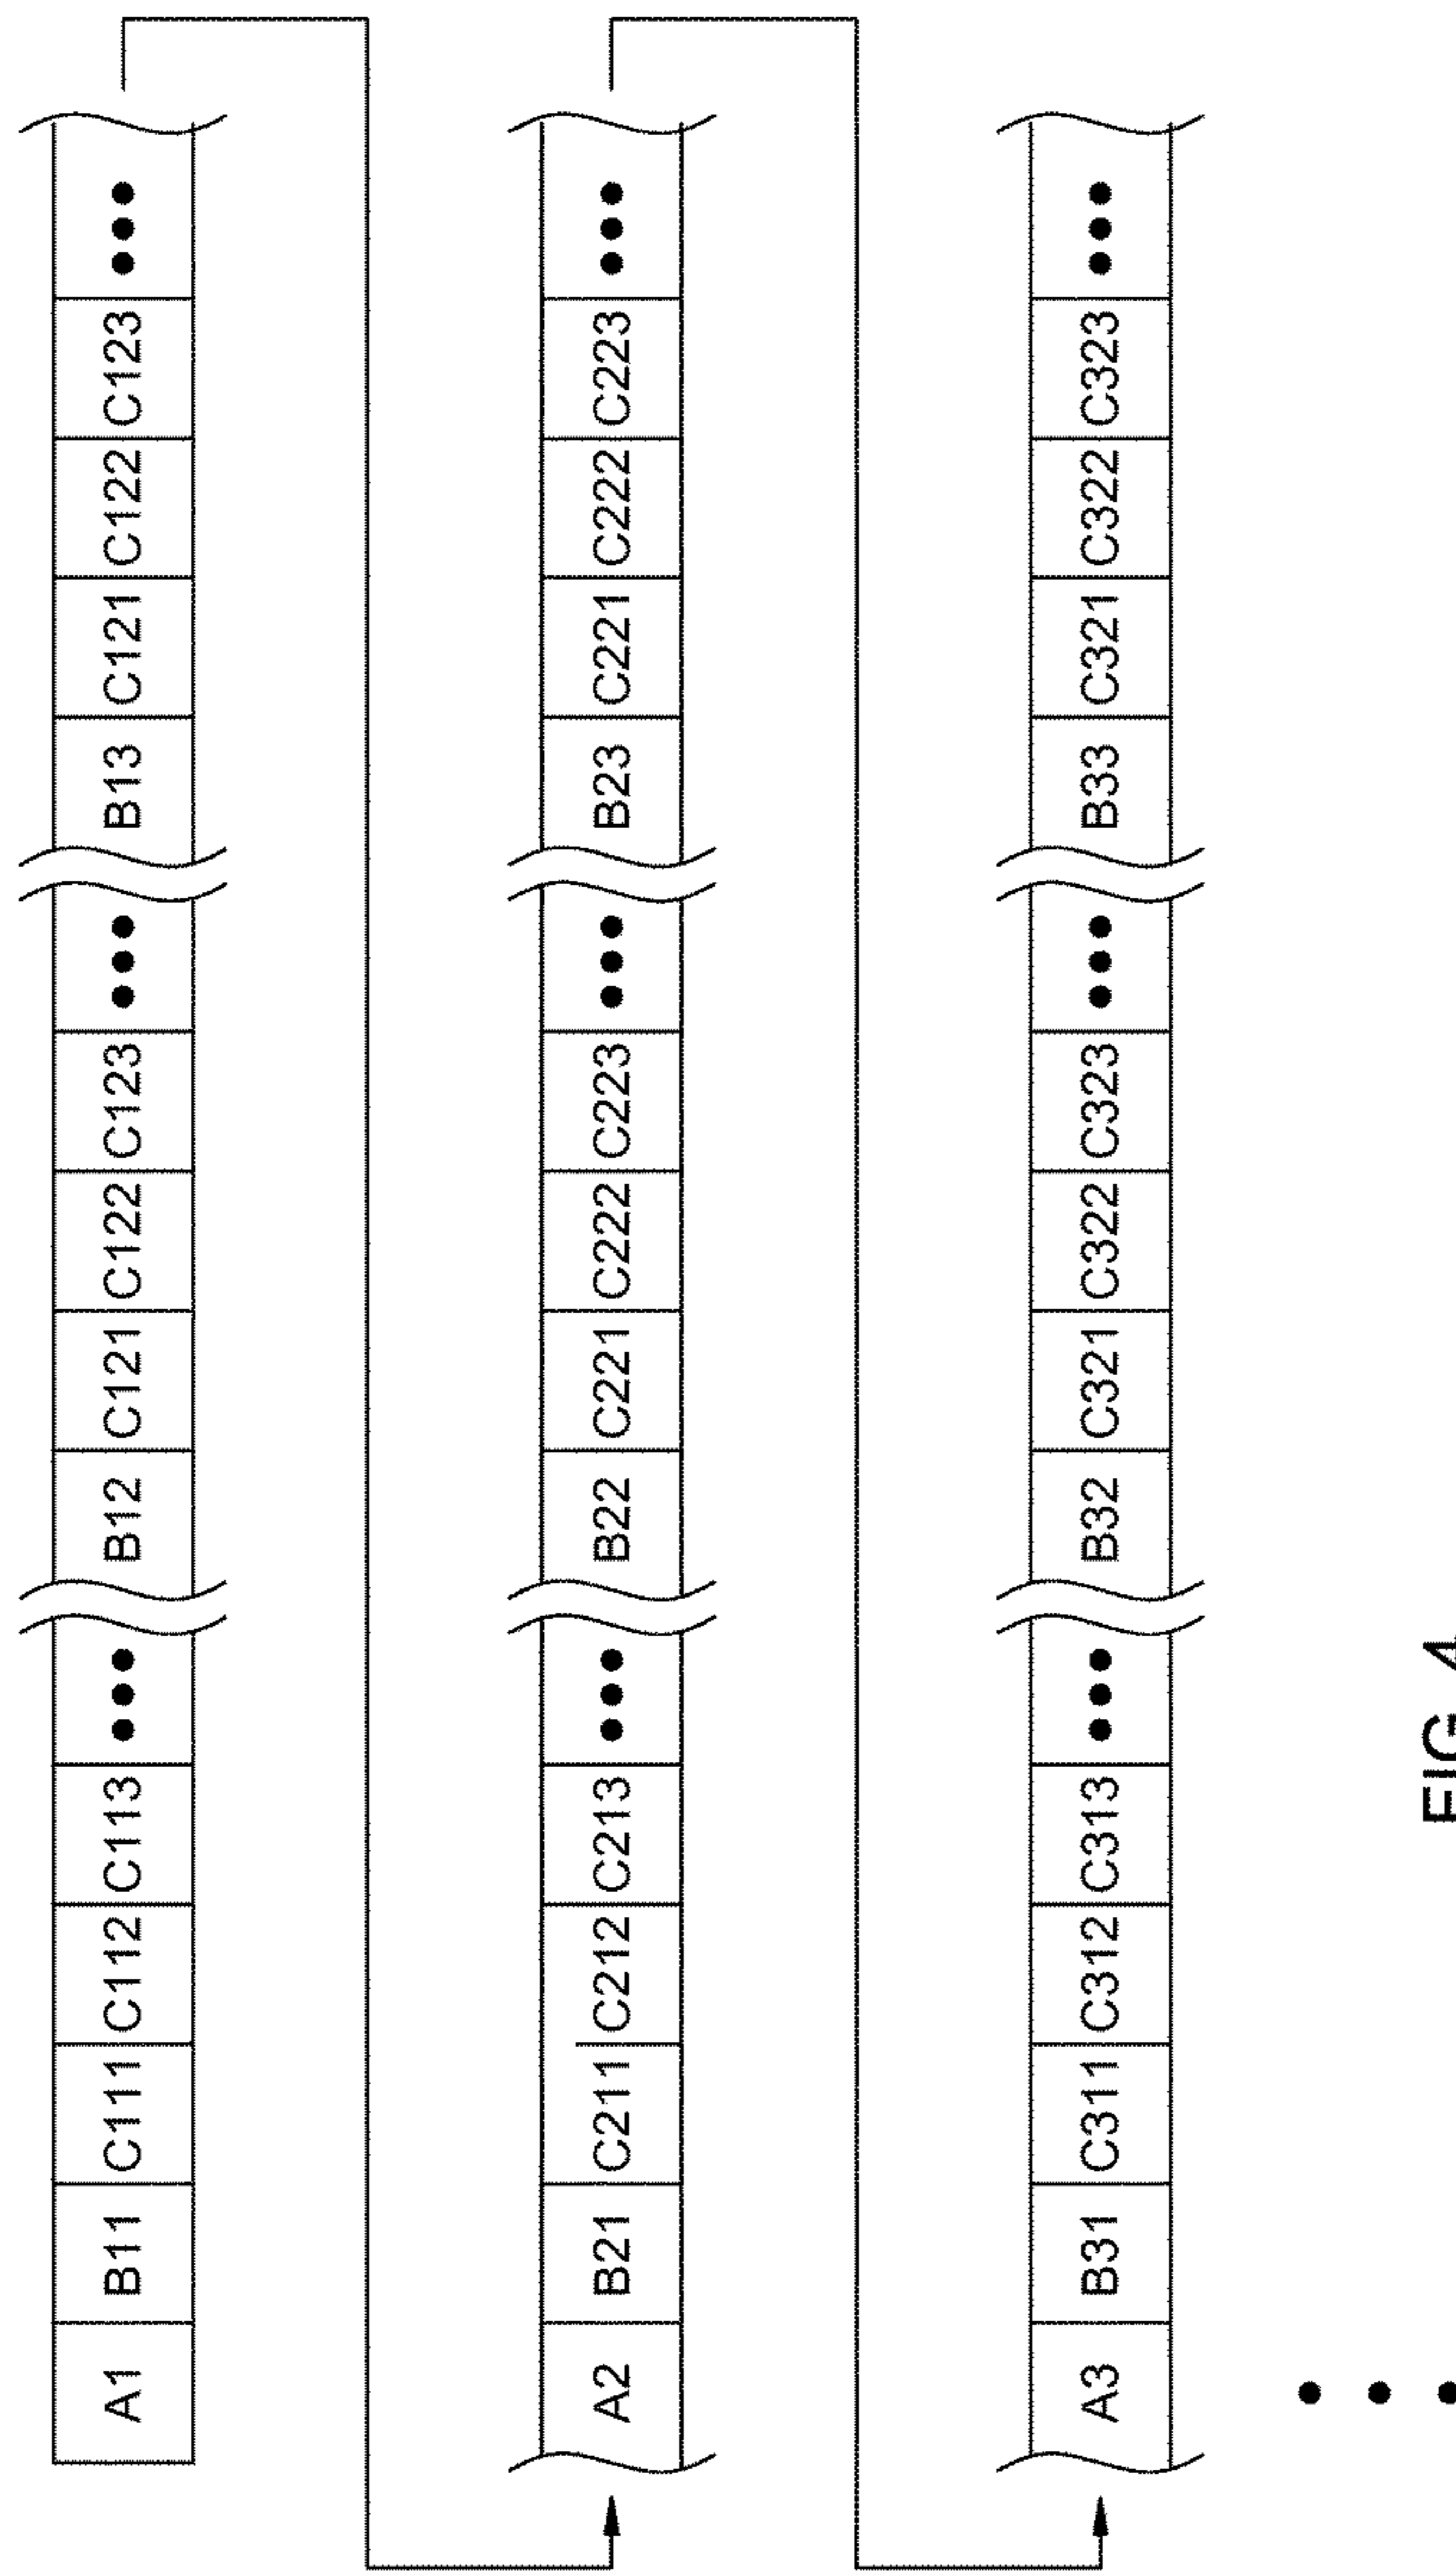 A1 B11 C111 C112 C113 ••• B12 C121 C122 C123 ••• B13 C121 C122 C123 •••
A2 B21 C211 C212 C213 ••• B22 C221 C222 C223 ••• B23 C221 C222 C223 •••
A3 B31 C311 C312 C313 ••• B32 C321 C322 C323 ••• B33 C321 C322 C323 •••
FIG. 4